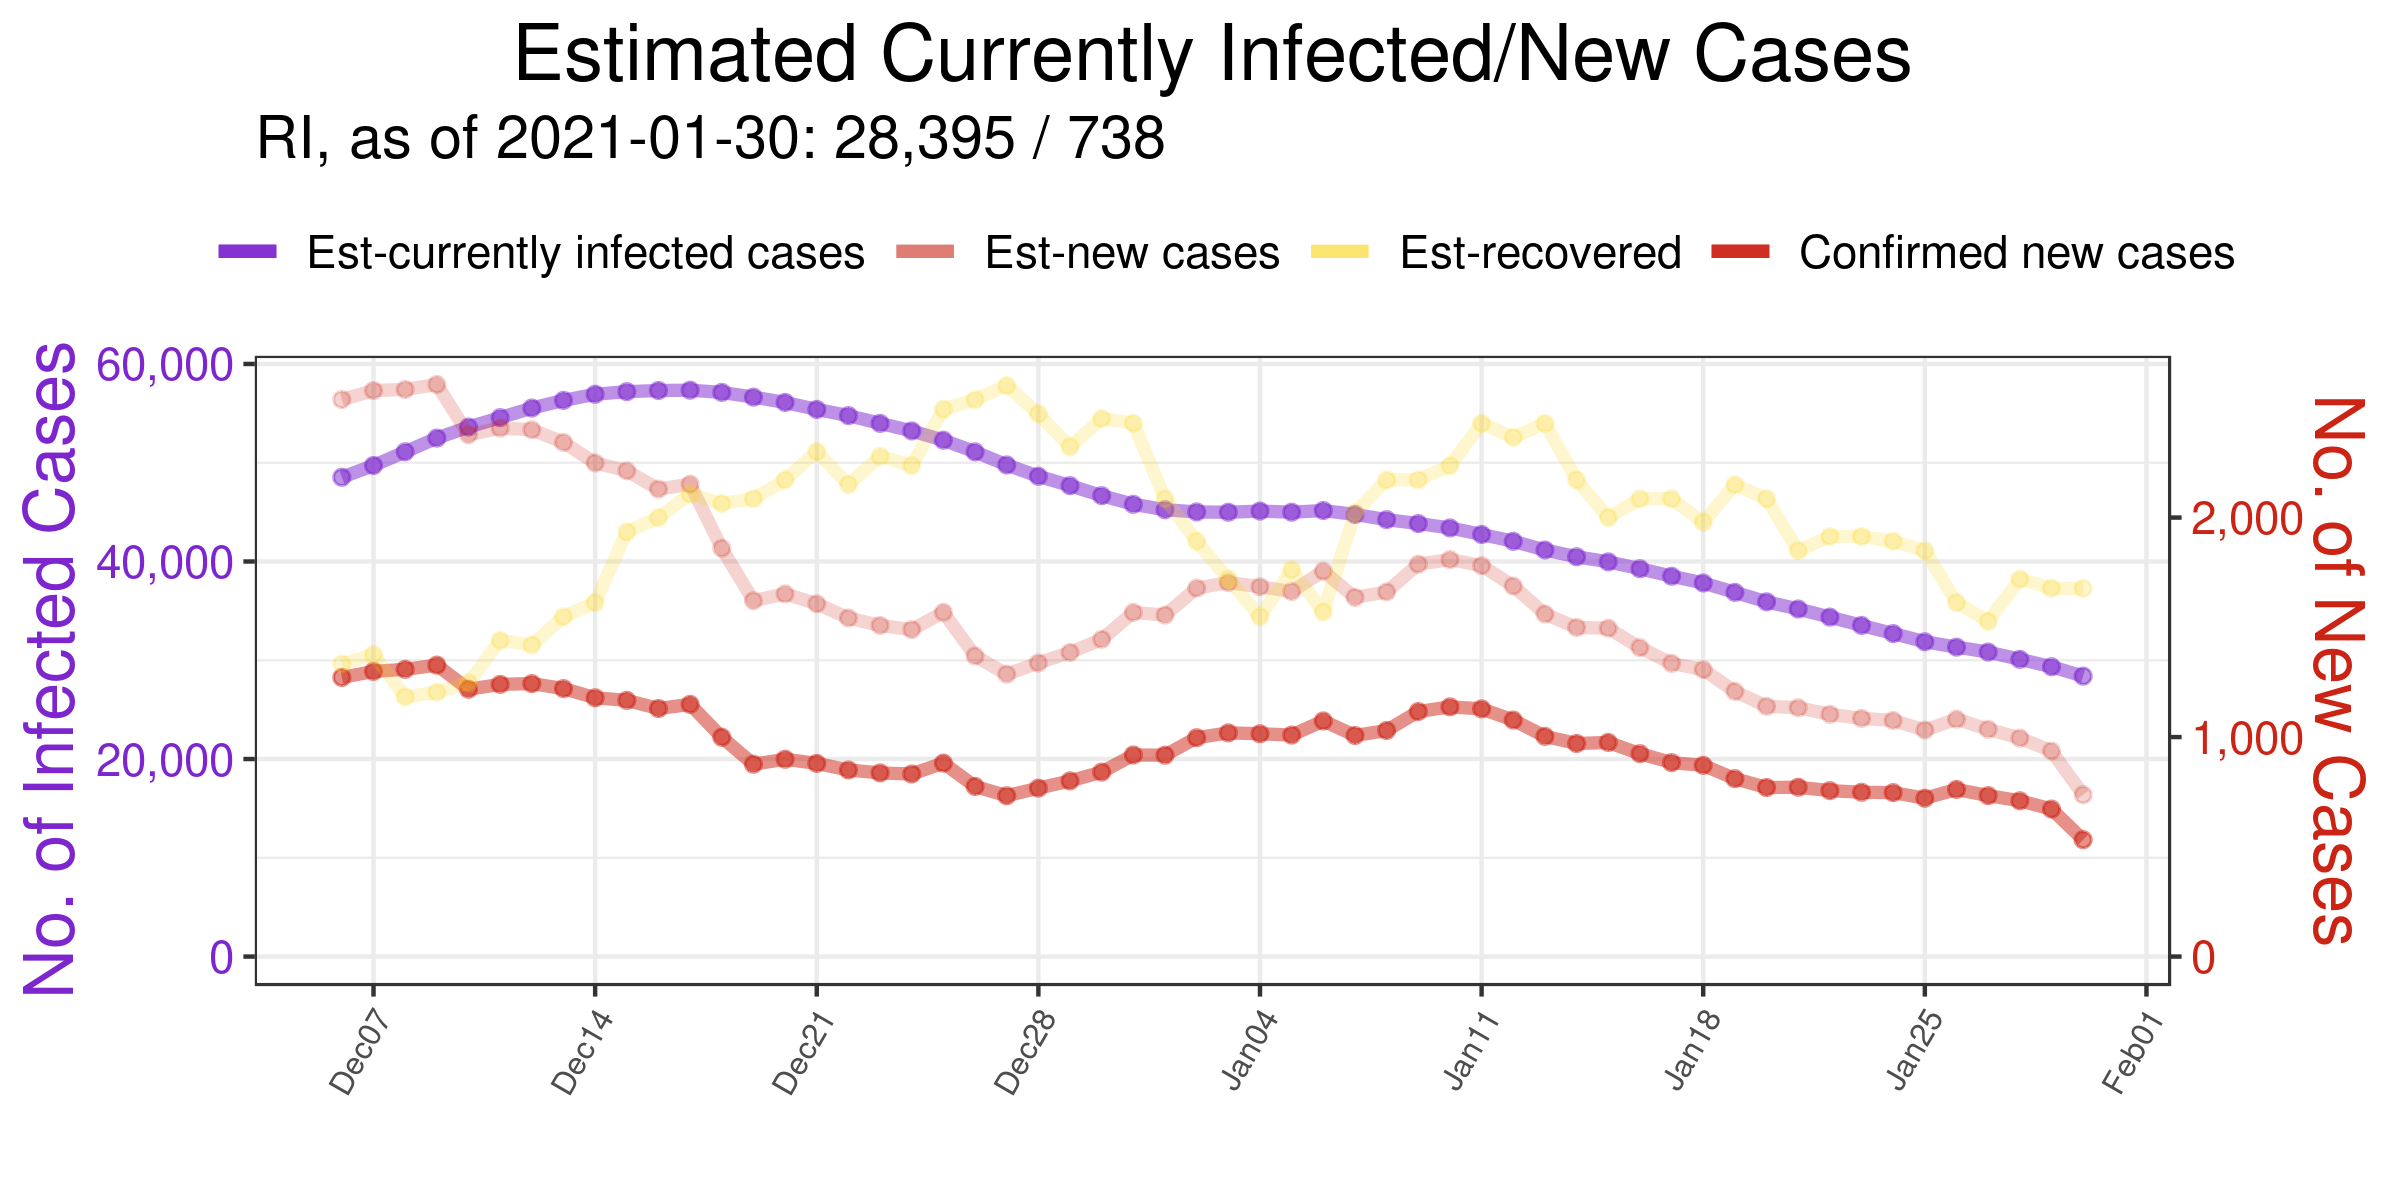 Estimated Currently Infected/New Cases
RI, as of 2021-01-30: 28,395 / 738
Est-currently infected cases Est-new cases Est-recovered Confirmed new cases
No. of Infected Cases
60,000
40,000
20,000
0
2,000
1,000
0
No. of New Cases
Dec07 Dec14 Dec21 Dec28 Jan04 Jan11 Jan18 Jan25 Feb01